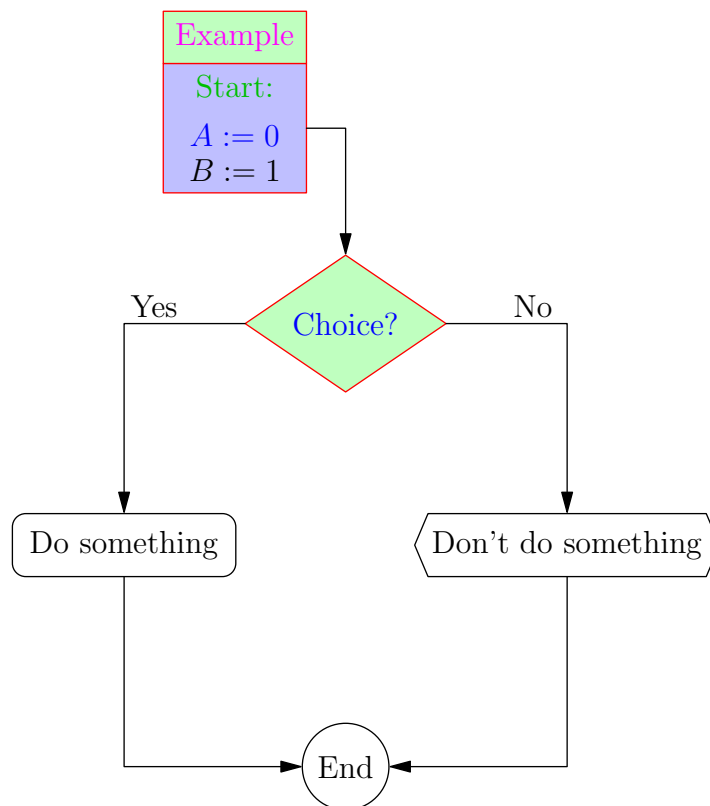 Example
Start:
A := 0
B := 1
Choice?
Yes
No
Do something
Don't do something
End